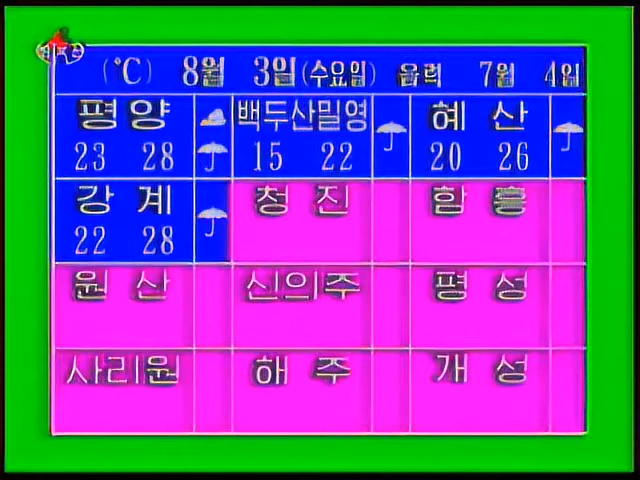 (℃) 8월 3일(수요일) 음력 7월 4일
평양 백두산밀영 혜산
23 28 15 22 20 26
강계 청진 함흥
22 28
원산 신의주 평성
사리원 해주 개성